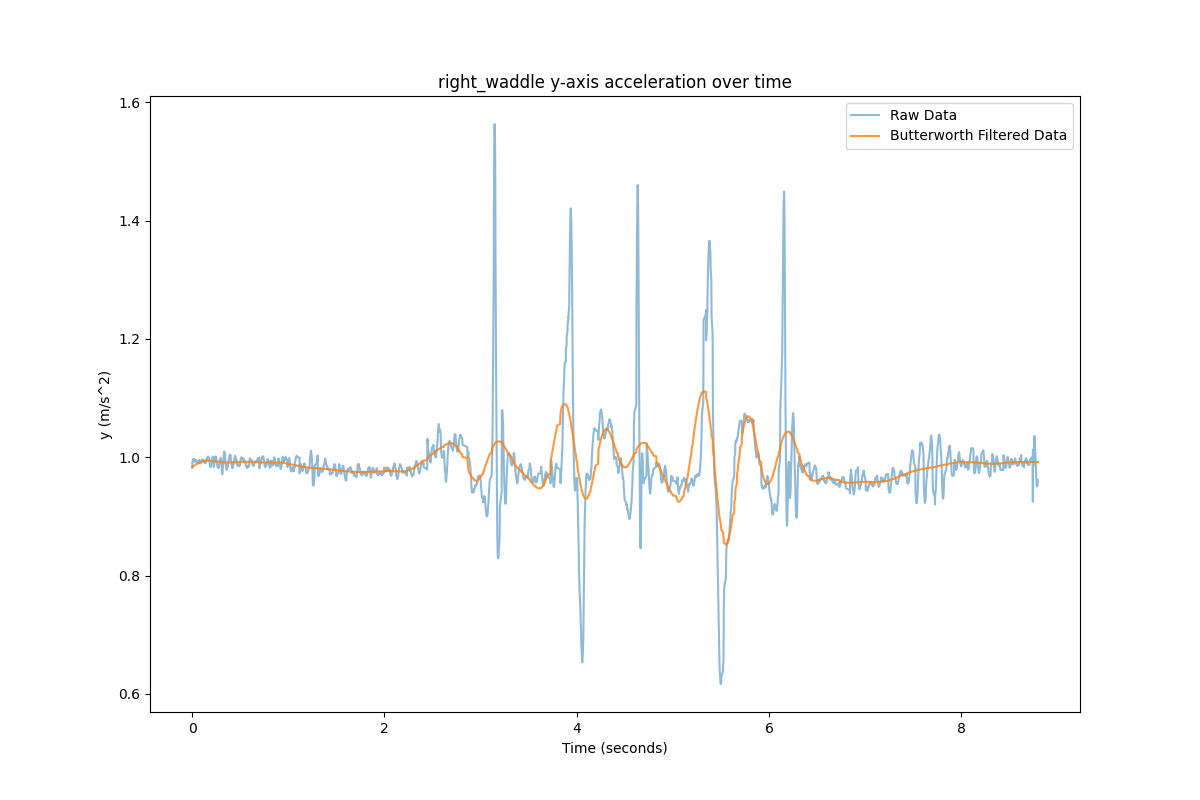 right_waddle y-axis acceleration over time
Raw Data
Butterworth Filtered Data
y (m/s^2)
1.6
1.4
1.2
1.0
0.8
0.6
0
2
4
6
8
Time (seconds)